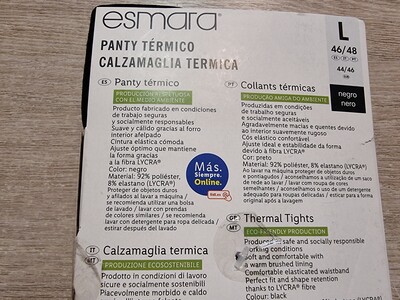 esmara®
PANTY TÉRMICO
CALZAMAGLIA TERMICA
L
46/48
ES IT PT
44/46
negro
nero
ES Panty térmico
PRODUCCIÓN RESPETUOSA
CON EL MEDIO AMBIENTE
Producto fabricado en condiciones
de trabajo seguras
y socialmente responsables
Suave y cálido gracias al forro
interior afelpado
Cintura elástica cómoda
Ajuste óptimo que mantiene
la forma gracias
a la fibra LYCRA®
Color: negro
Material: 92% poliéster,
8% elastano (LYCRA®)
Proteger de objetos duros
y afilados al lavar a máquina /
se recomienda utilizar una bolsa
de lavado / lavar con prendas
de colores similares / se recomienda
lavar con detergente para ropa delicada /
estirar después del lavado
Más.
Siempre.
Online.
PT Collants térmicos
PRODUÇÃO AMIGA DO AMBIENTE
Produzidas em condições
de trabalho seguras
e socialmente aceitáveis
Agradavelmente macias e quentes devido
ao interior suavemente rugoso
Cós elástico confortável
Ajuste ideal e estabilidade da forma
devido à fibra LYCRA®
Cor: preto
Material: 92% poliéster, 8% elastano (LYCRA®)
Ao lavar na máquina proteger de objetos duros
e pontiagudos / aconselhamos a utilização de um saco
de rede ao lavar / lavar com roupa de cores
semelhantes / aconselhamos o uso de um detergente
adequado para roupas delicadas / esticar para a forma
original quando molhado
IT Calzamaglia termica
MT
PRODUZIONE ECOSOSTENIBILE
Prodotto in condizioni di lavoro
sicure e socialmente sostenibili
Piacevolmente morbido e caldo
MT Thermal Tights
ECO-FRIENDLY PRODUCTION
Produced in safe and socially responsible
working conditions
Soft and comfortable with
a warm brushed lining
Comfortable elasticated waistband
Perfect fit and shape retention
thanks to LYCRA® fibre
Colour: black